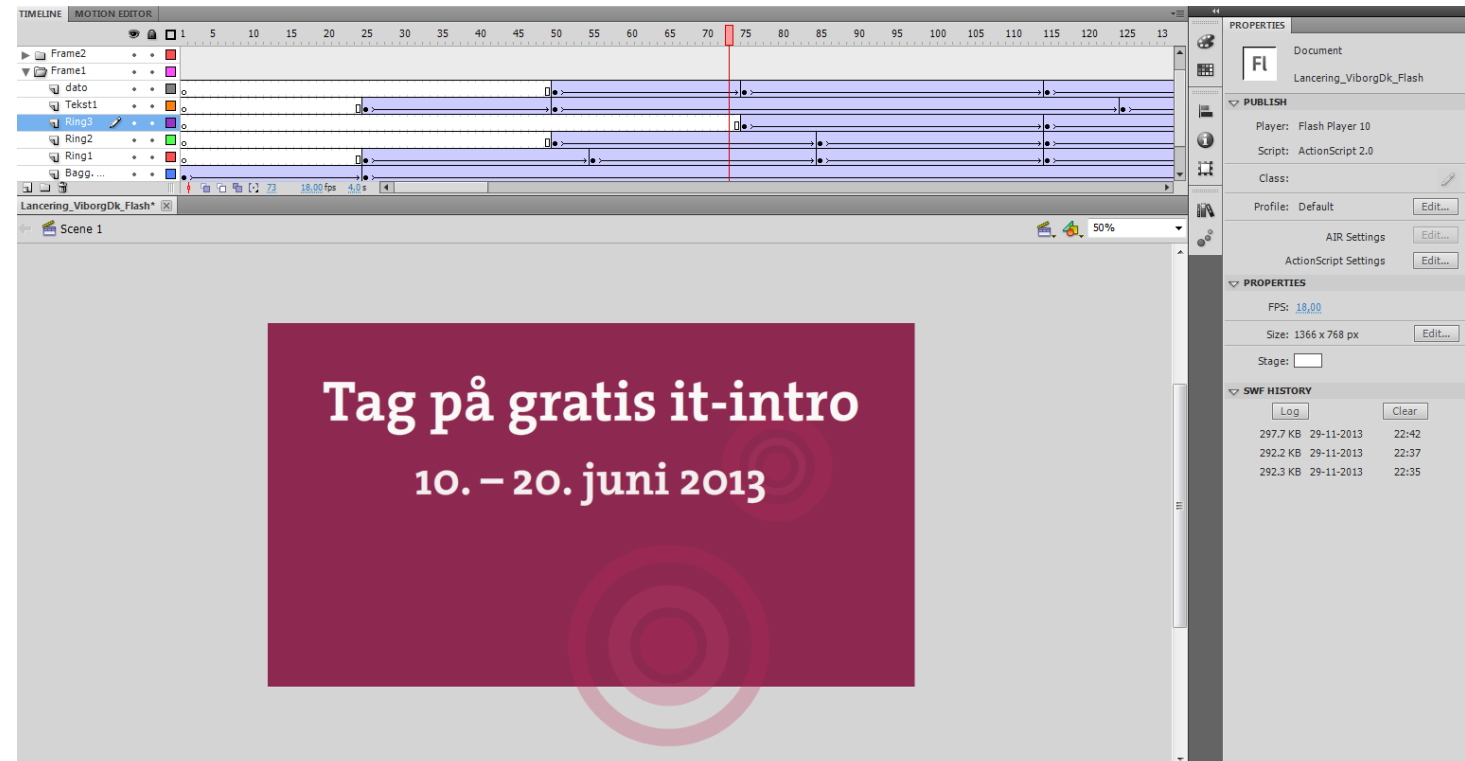 TIMELINE MOTION EDITOR
1 5 10 15 20 25 30 35 40 45 50 55 60 65 70 75 80 85 90 95 100 105 110 115 120 125 13
Frame2
Frame1
dato
Tekst1
Ring3
Ring2
Ring1
Bagg. ...
73 18,00 fps 4,0 s
Lancering_ViborgDk_Flash*
Scene 1
50%
Tag på gratis it-intro
10. – 20. juni 2013
PROPERTIES
Fl
Document
Lancering_ViborgDk_Flash
PUBLISH
Player: Flash Player 10
Script: ActionScript 2.0
Class:
Profile: Default Edit...
AIR Settings Edit...
ActionScript Settings Edit...
PROPERTIES
FPS: 18,00
Size: 1366 x 768 px Edit...
Stage:
SWF HISTORY
Log Clear
297.7 KB 29-11-2013 22:42
292.2 KB 29-11-2013 22:37
292.3 KB 29-11-2013 22:35